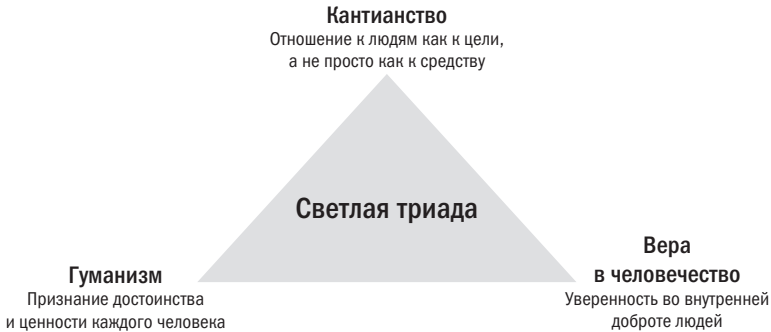 Кантианство
Отношение к людям как к цели,
а не просто как к средству
Светлая триада
Гуманизм
Признание достоинства
и ценности каждого человека
Вера
в человечество
Уверенность во внутренней
доброте людей